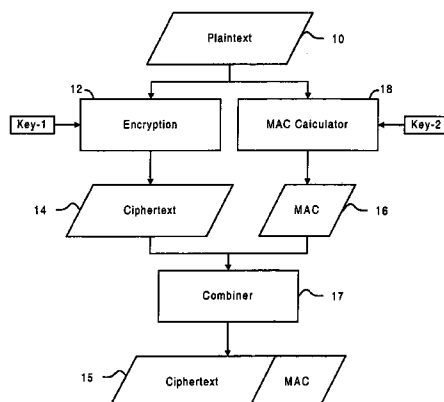 Plaintext
10
12
18
Key-1
Encryption
MAC Calculator
Key-2
14
Ciphertext
MAC
16
Combiner
17
15
Ciphertext
MAC